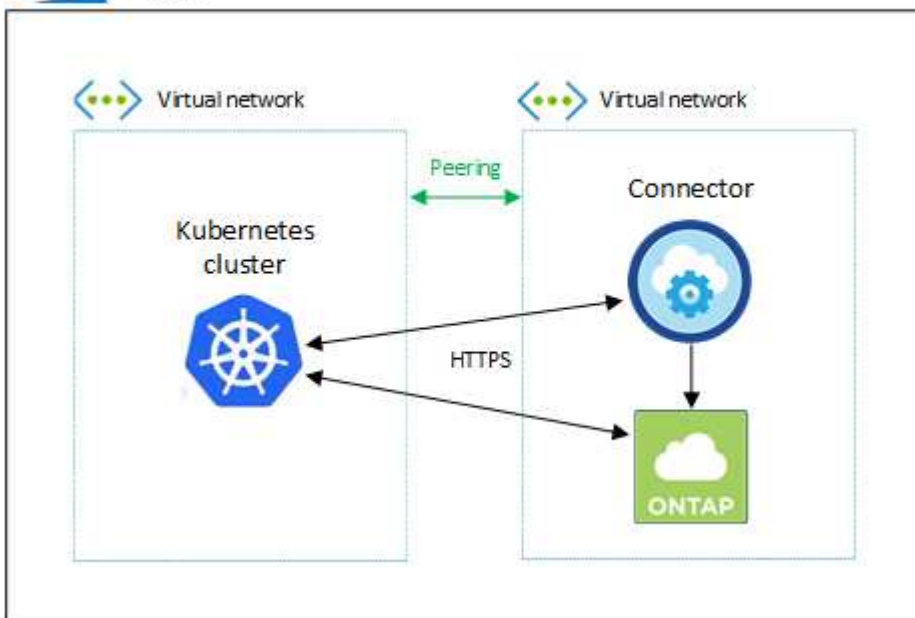 Virtual network
Virtual network
Peering
Connector
Kubernetes
cluster
HTTPS
ONTAP